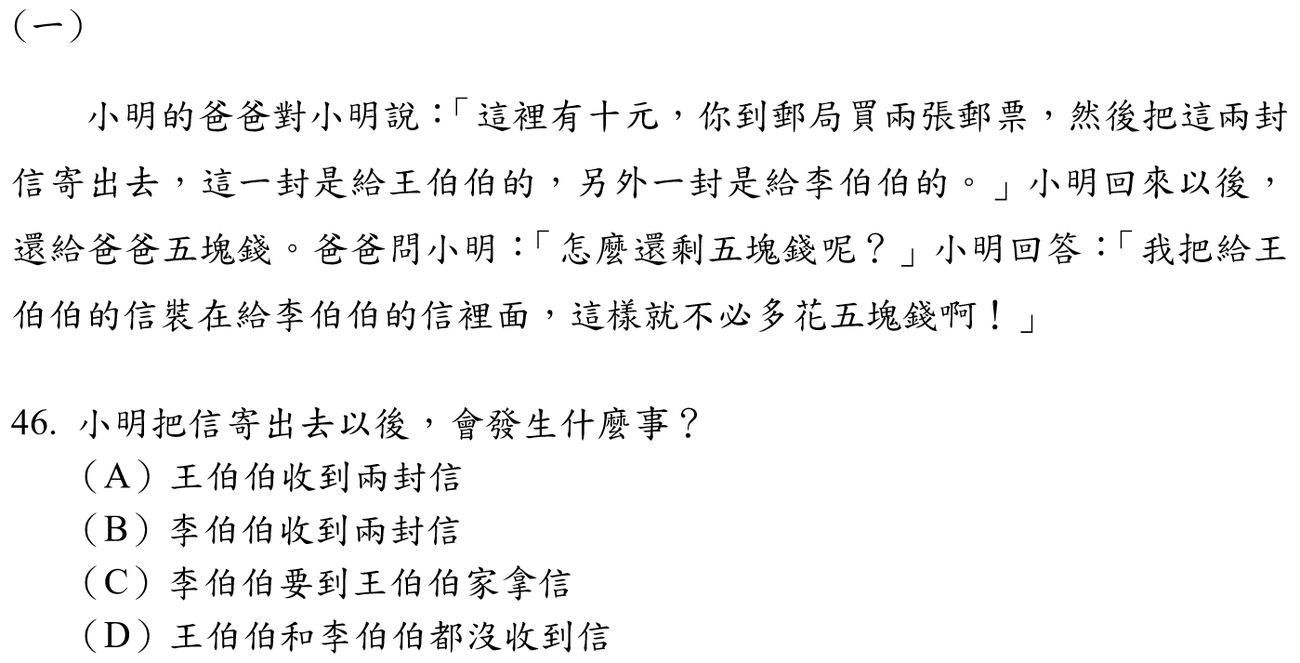 （一）
小明的爸爸對小明說：「這裡有十元，你到郵局買兩張郵票，然後把這兩封
信寄出去，這一封是給王伯伯的，另外一封是給李伯伯的。」小明回來以後，
還給爸爸五塊錢。爸爸問小明：「怎麼還剩五塊錢呢？」小明回答：「我把給王
伯伯的信裝在給李伯伯的信裡面，這樣就不必多花五塊錢啊！」
46. 小明把信寄出去以後，會發生什麼事？
（A）王伯伯收到兩封信
（B）李伯伯收到兩封信
（C）李伯伯要到王伯伯家拿信
（D）王伯伯和李伯伯都沒收到信